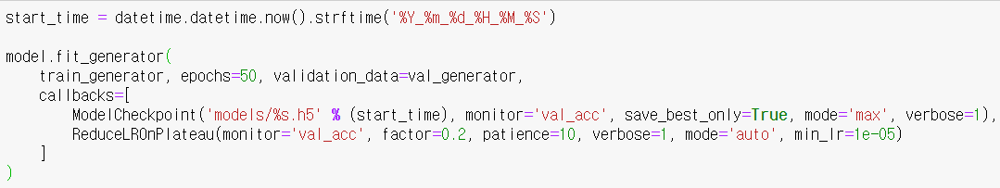 start_time = datetime.datetime.now().strftime('%Y_%m_%d_%H_%M_%S')
model.fit_generator(
    train_generator, epochs=50, validation_data=val_generator,
    callbacks=[
        ModelCheckpoint('models/%s.h5' % (start_time), monitor='val_acc', save_best_only=True, mode='max', verbose=1),
        ReduceLROnPlateau(monitor='val_acc', factor=0.2, patience=10, verbose=1, mode='auto', min_lr=1e-05)
    ]
)